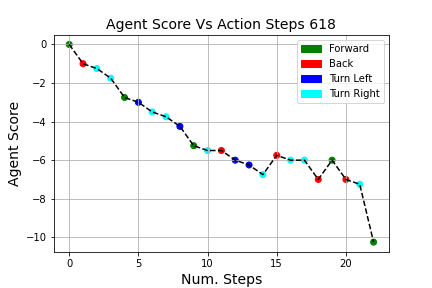 Agent Score Vs Action Steps 618
Forward
Back
Turn Left
Turn Right
0
−2
−4
−6
−8
−10
Agent Score
0 5 10 15 20
Num. Steps